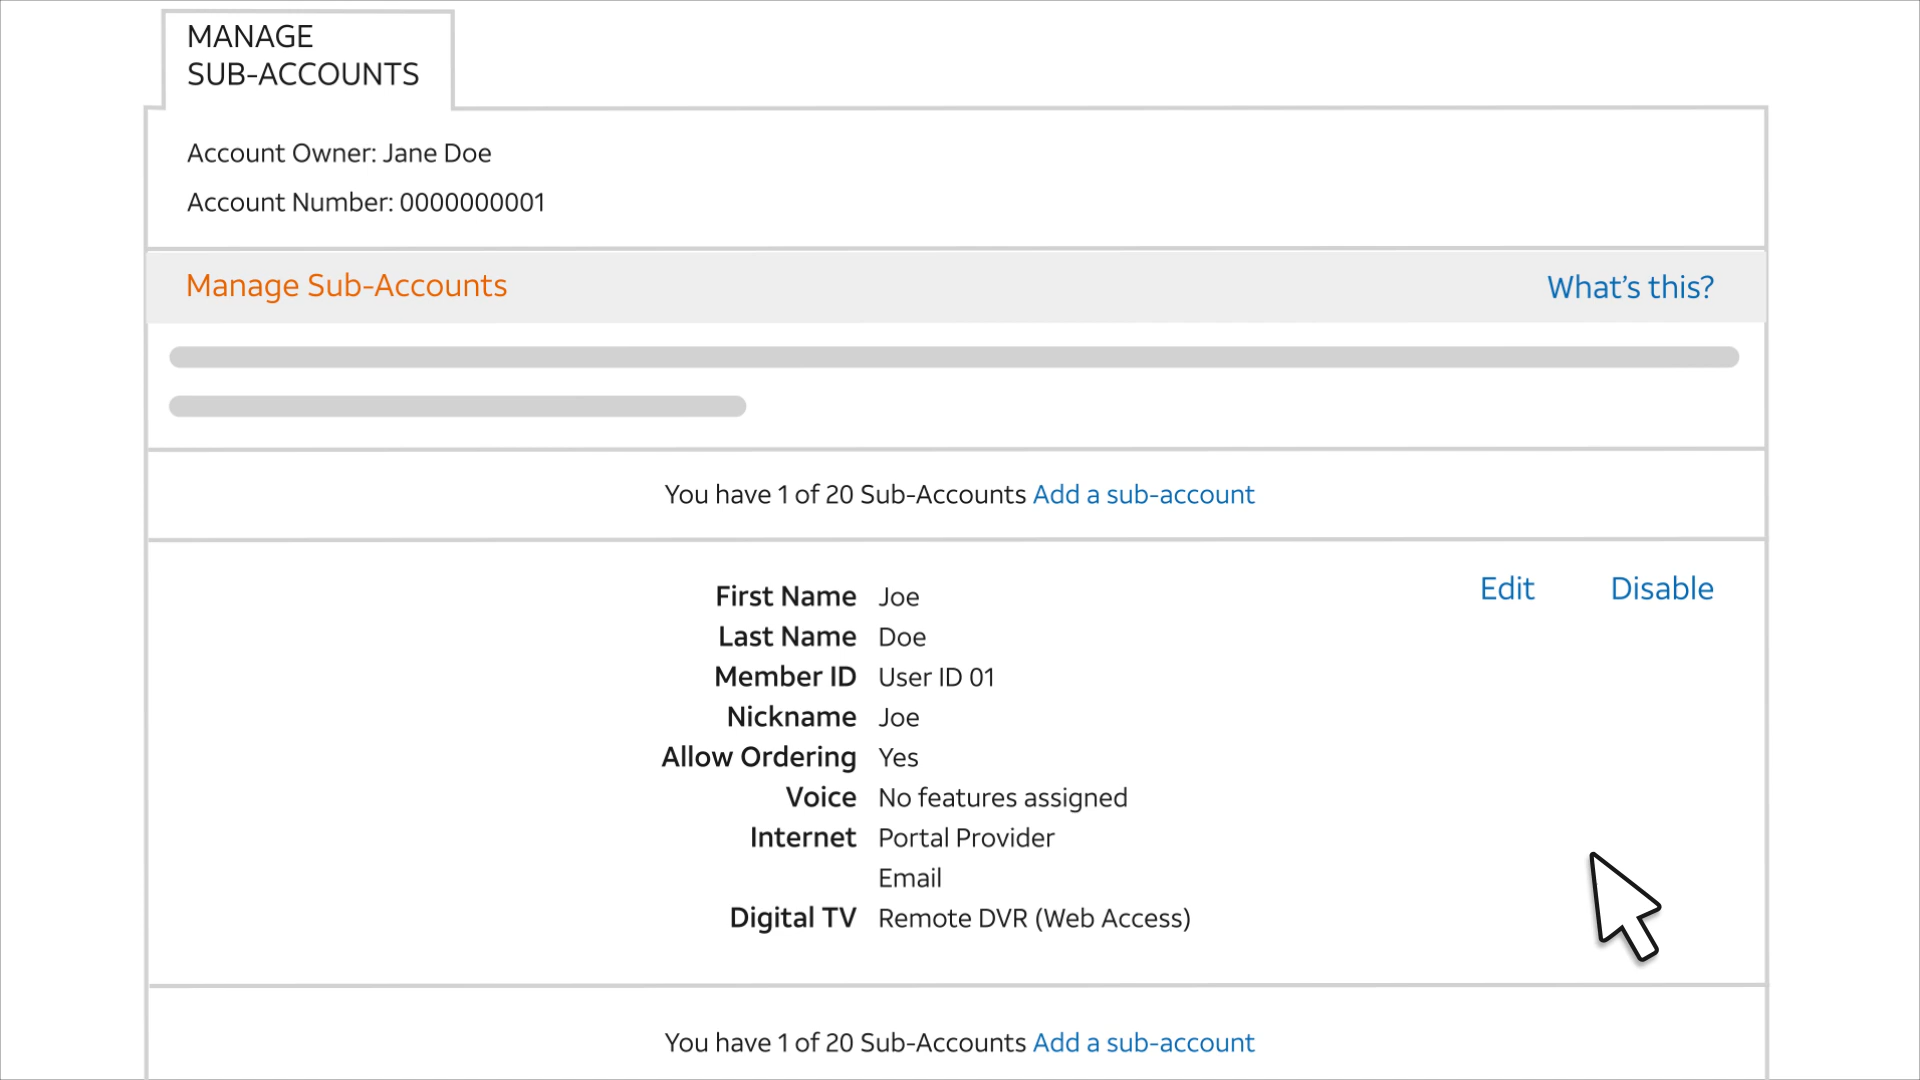 MANAGE
SUB-ACCOUNTS
Account Owner: Jane Doe
Account Number: 0000000001
Manage Sub-Accounts What's this?
You have 1 of 20 Sub-Accounts Add a sub-account
First Name Joe Edit Disable
Last Name Doe
Member ID User ID 01
Nickname Joe
Allow Ordering Yes
Voice No features assigned
Internet Portal Provider
Email
Digital TV Remote DVR (Web Access)
You have 1 of 20 Sub-Accounts Add a sub-account